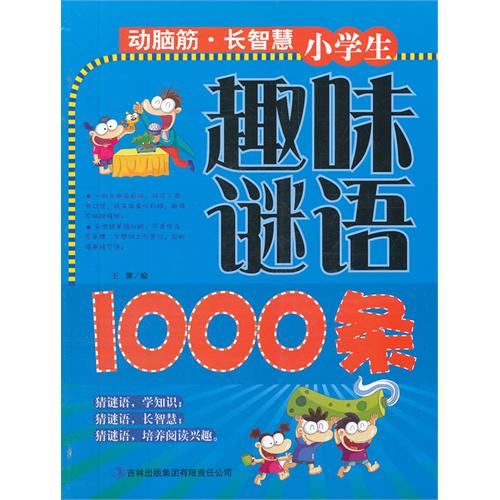 动脑筋·长智慧 小学生
趣味
谜语
王馨/编
1000条
猜谜语，学知识；
猜谜语，长智慧；
猜谜语，培养阅读兴趣。
吉林出版集团有限责任公司